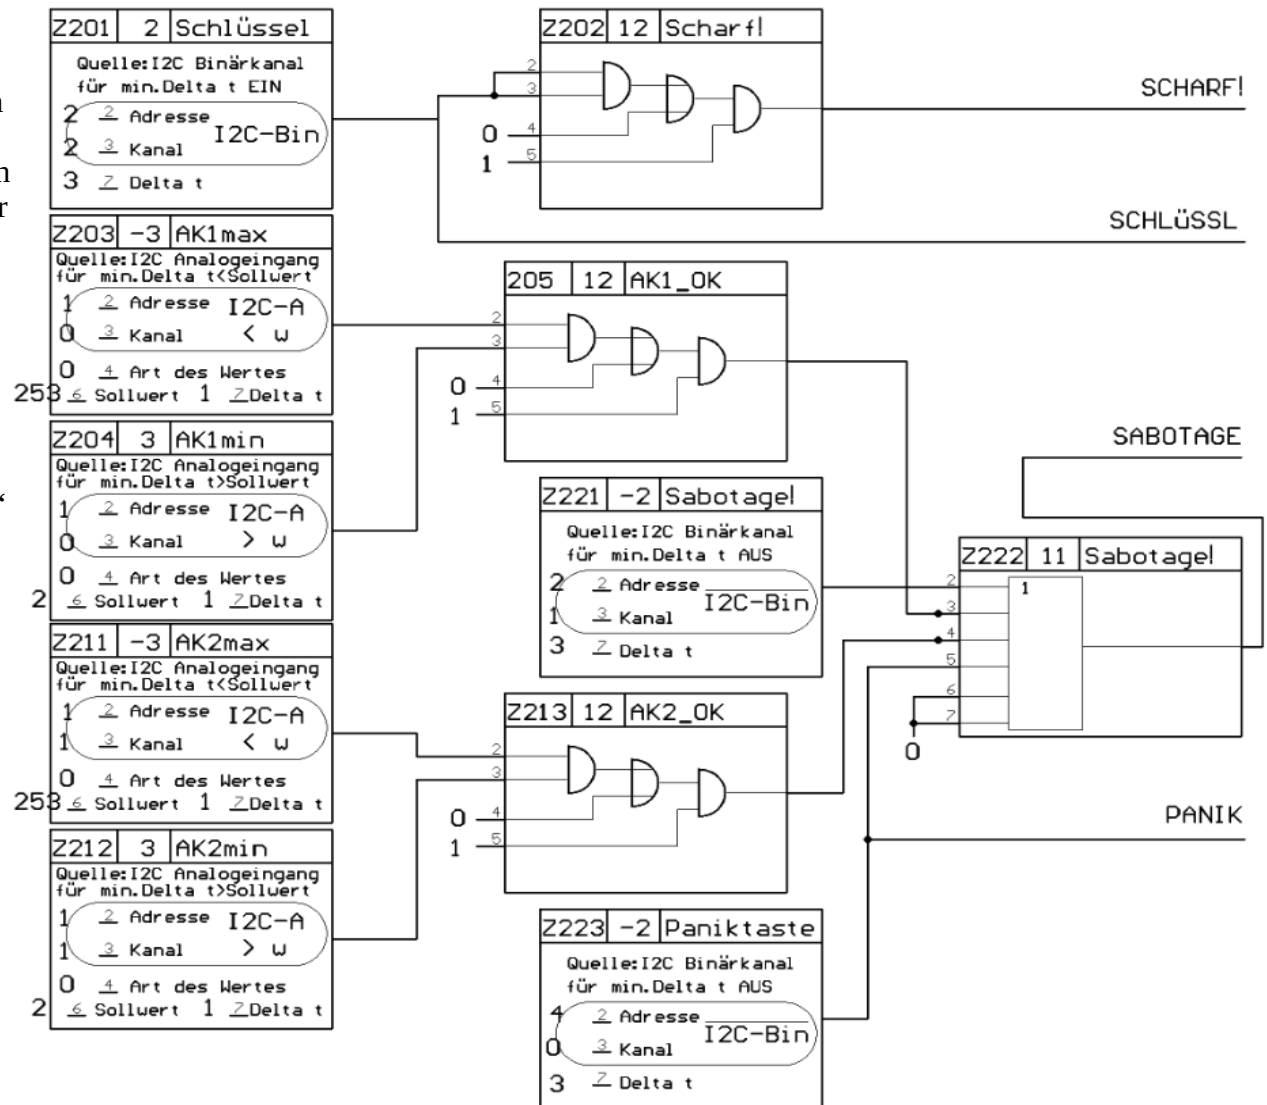 Z201 2 Schlüssel
Quelle:I2C Binärkanal
für min.Delta t EIN
2 2 Adresse
I2C-Bin
2 3 Kanal
3 7 Delta t
Z202 12 Scharf!
2
3
0 4
1 5
SCHARF!
SCHLüSSL
n
n
r
“
Z203 -3 AK1max
Quelle:I2C Analogeingang
für min.Delta t<Sollwert
1 2 Adresse I2C-A
0 3 Kanal < w
0 4 Art des Wertes
253 6 Sollwert 1 7 Delta t
205 12 AK1_OK
2
3
0 4
1 5
Z204 3 AK1min
Quelle:I2C Analogeingang
für min.Delta t>Sollwert
1 2 Adresse I2C-A
0 3 Kanal > w
0 4 Art des Wertes
2 6 Sollwert 1 7 Delta t
Z221 -2 Sabotage!
Quelle:I2C Binärkanal
für min.Delta t AUS
2 2 Adresse
I2C-Bin
1 3 Kanal
3 7 Delta t
SABOTAGE
Z222 11 Sabotage!
2 1
3
4
5
6
7
0
Z211 -3 AK2max
Quelle:I2C Analogeingang
für min.Delta t<Sollwert
1 2 Adresse I2C-A
1 3 Kanal < w
0 4 Art des Wertes
253 6 Sollwert 1 7 Delta t
Z213 12 AK2_OK
2
3
0 4
1 5
PANIK
Z212 3 AK2min
Quelle:I2C Analogeingang
für min.Delta t>Sollwert
1 2 Adresse I2C-A
1 3 Kanal > w
0 4 Art des Wertes
2 6 Sollwert 1 7 Delta t
Z223 -2 Paniktaste
Quelle:I2C Binärkanal
für min.Delta t AUS
4 2 Adresse
I2C-Bin
0 3 Kanal
3 7 Delta t